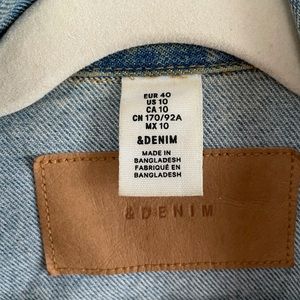 EUR 40
US 10
CA 10
CN 170/92A
MX 10
&DENIM
MADE IN
BANGLADESH
FABRIQUÉ EN
BANGLADESH
&DENIM